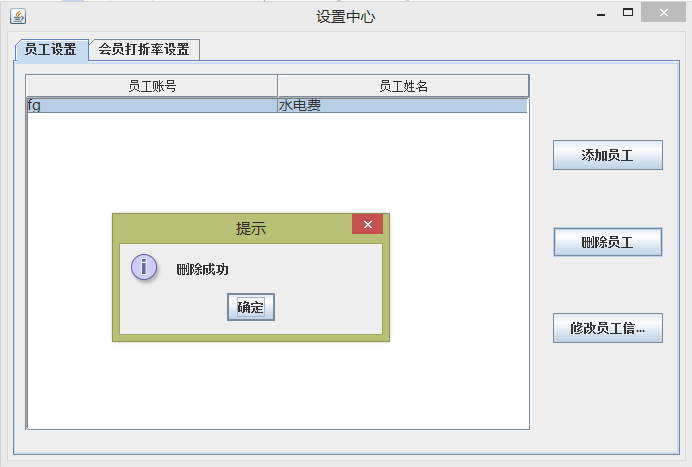 设置中心
员工设置 会员打折率设置
员工账号 员工姓名
fg 水电费
添加员工
提示
删除员工
删除成功
确定
修改员工信...